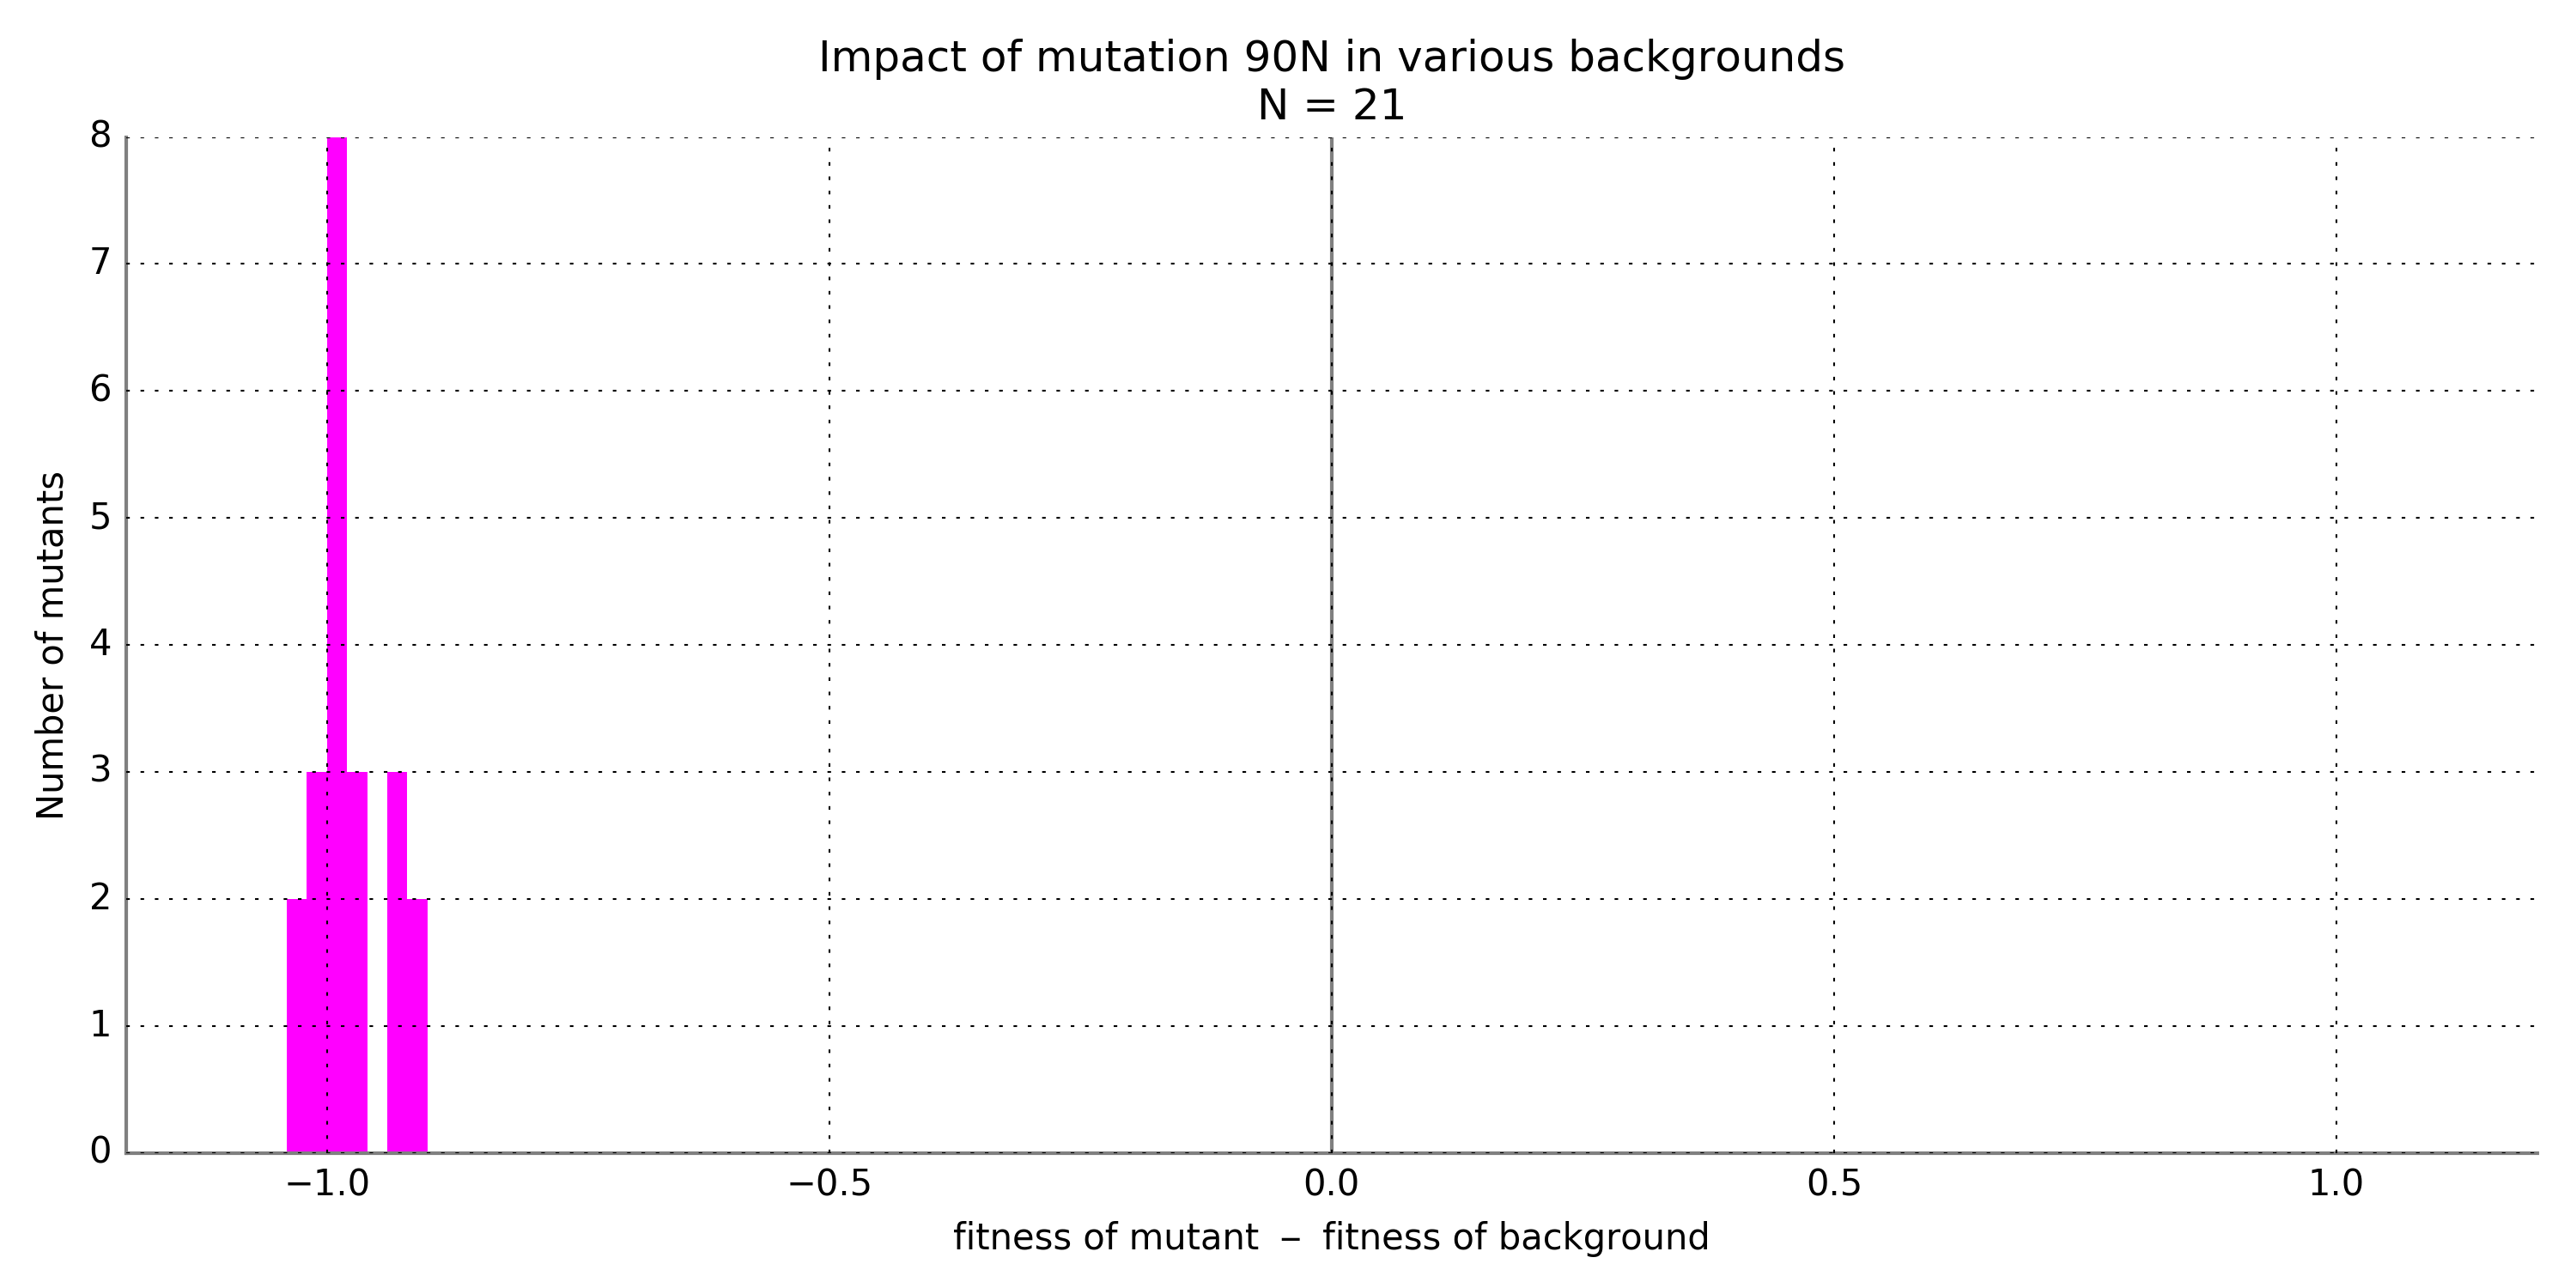 Impact of mutation 90N in various backgrounds
N = 21
8
7
6
5
4
3
2
1
0
Number of mutants
−1.0 −0.5 0.0 0.5 1.0
fitness of mutant – fitness of background